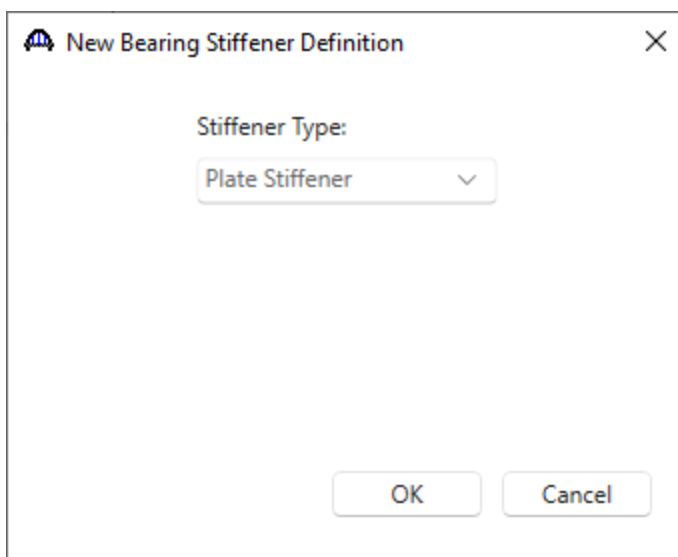 New Bearing Stiffener Definition
Stiffener Type:
Plate Stiffener
OK Cancel